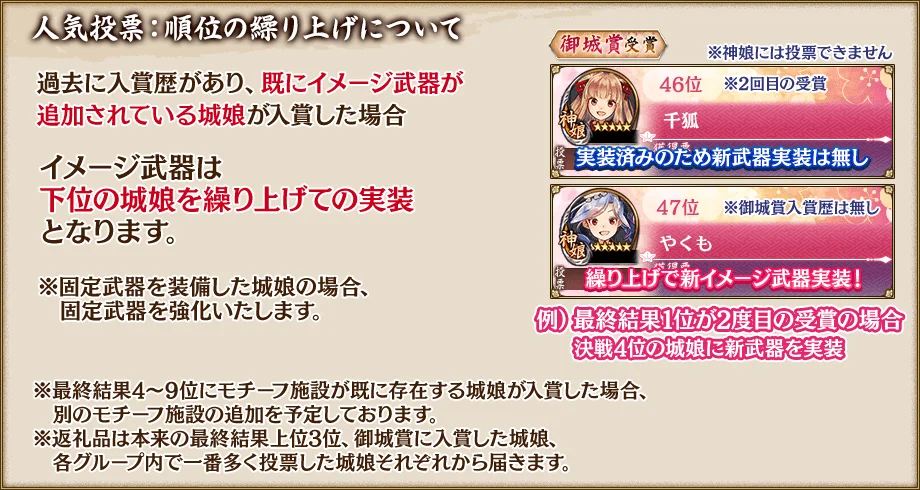 人気投票：順位の繰り上げについて
過去に入賞歴があり、既にイメージ武器が
追加されている城娘が入賞した場合
イメージ武器は
下位の城娘を繰り上げての実装
となります。
※固定武器を装備した城娘の場合、
固定武器を強化いたします。
御城賞受賞
※神娘には投票できません
46位 ※2回目の受賞
千狐
神娘
★★★★★
投票
実装済みのため新武器実装は無し
47位 ※御城賞入賞歴は無し
やくも
神娘
★★★★★
投票
繰り上げで新イメージ武器実装！
例）最終結果1位が2度目の受賞の場合
決戦4位の城娘に新武器を実装
※最終結果4〜9位にモチーフ施設が既に存在する城娘が入賞した場合、
別のモチーフ施設の追加を予定しております。
※返礼品は本来の最終結果上位3位、御城賞に入賞した城娘、
各グループ内で一番多く投票した城娘それぞれから届きます。